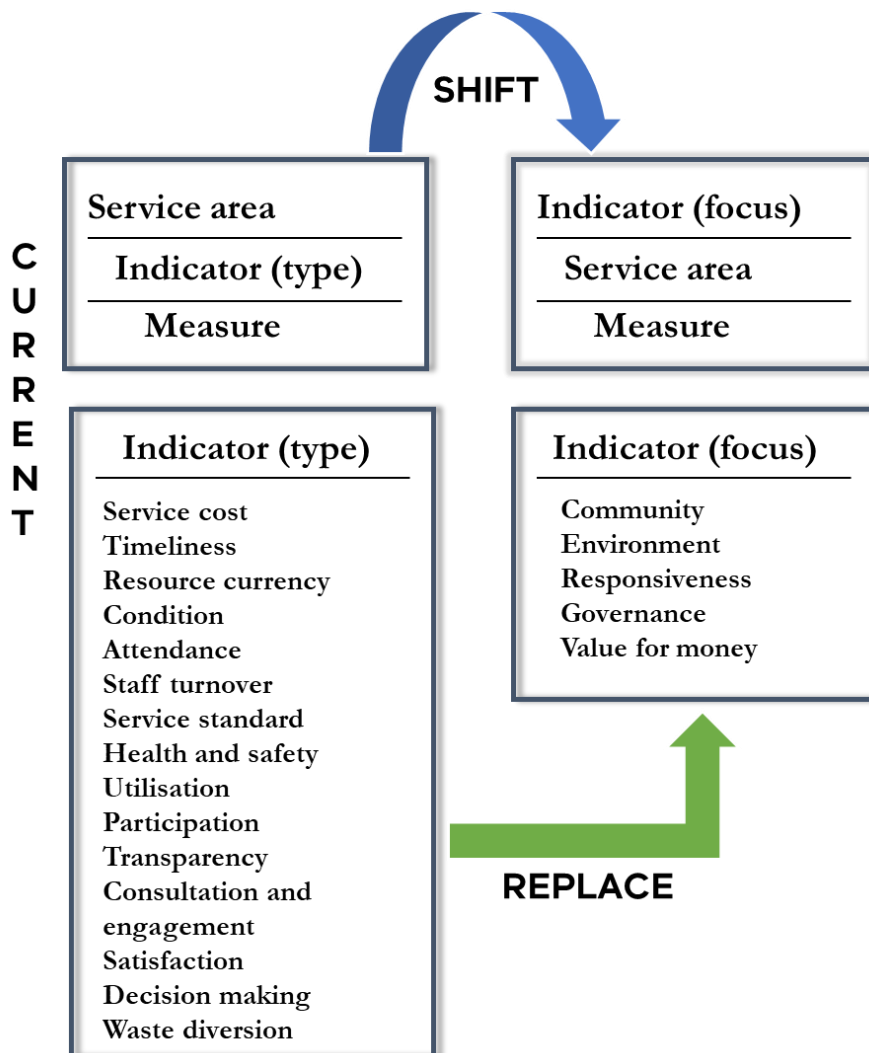 SHIFT
CURRENT
Service area
Indicator (type)
Measure
Indicator (focus)
Service area
Measure
Indicator (type)
Service cost
Timeliness
Resource currency
Condition
Attendance
Staff turnover
Service standard
Health and safety
Utilisation
Participation
Transparency
Consultation and
engagement
Satisfaction
Decision making
Waste diversion
Indicator (focus)
Community
Environment
Responsiveness
Governance
Value for money
REPLACE